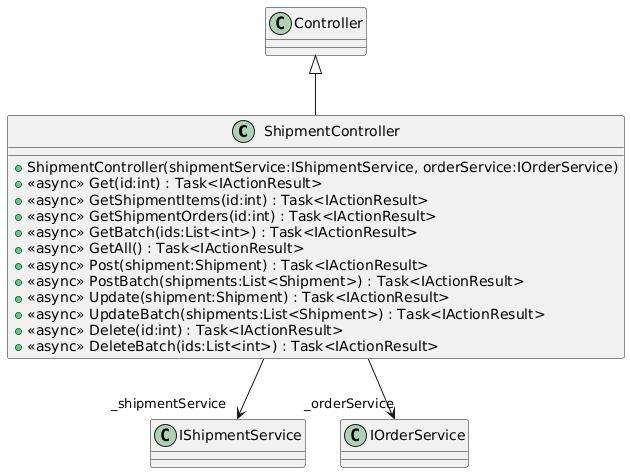 C Controller
C ShipmentController
ShipmentController(shipmentService:IShipmentService, orderService:IOrderService)
«async» Get(id:int) : Task<IActionResult>
«async» GetShipmentItems(id:int) : Task<IActionResult>
«async» GetShipmentOrders(id:int) : Task<IActionResult>
«async» GetBatch(ids:List<int>) : Task<IActionResult>
«async» GetAll() : Task<IActionResult>
«async» Post(shipment:Shipment) : Task<IActionResult>
«async» PostBatch(shipments:List<Shipment>) : Task<IActionResult>
«async» Update(shipment:Shipment) : Task<IActionResult>
«async» UpdateBatch(shipments:List<Shipment>) : Task<IActionResult>
«async» Delete(id:int) : Task<IActionResult>
«async» DeleteBatch(ids:List<int>) : Task<IActionResult>
_shipmentService
_orderService
C IShipmentService
C IOrderService